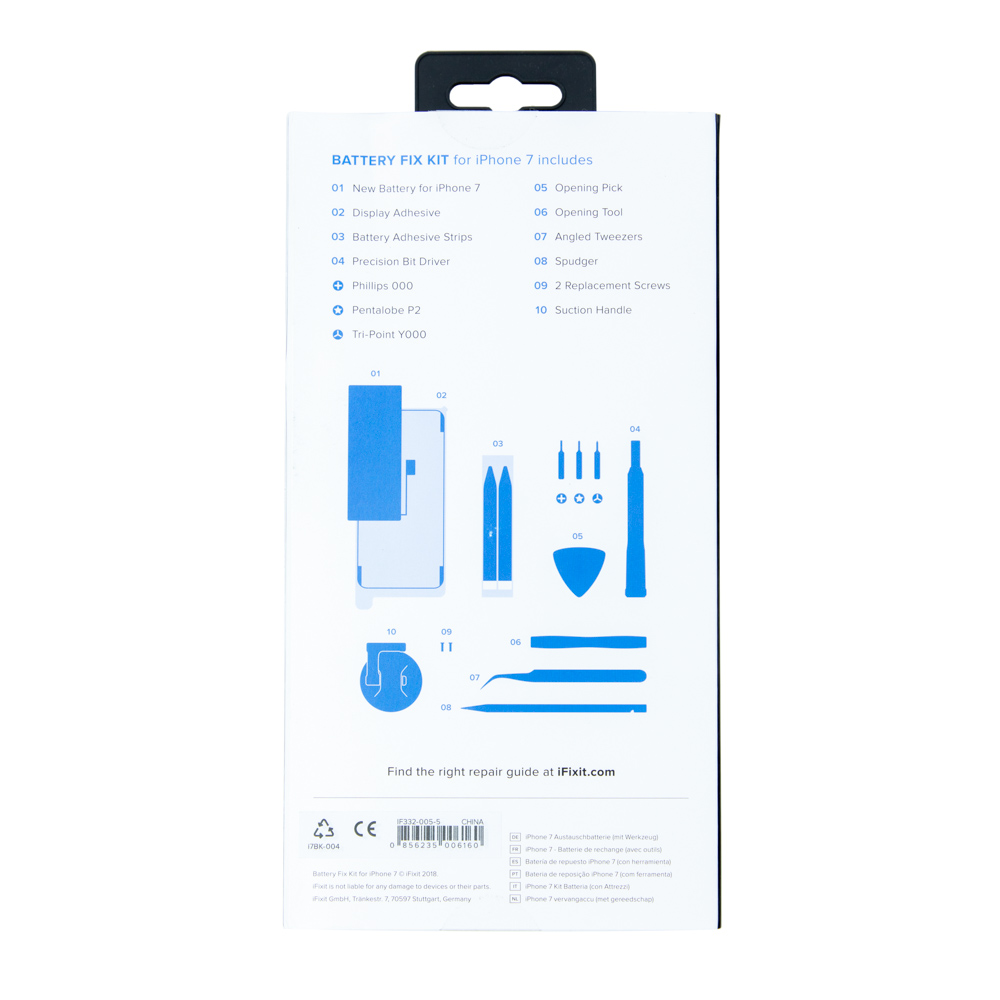 BATTERY FIX KIT for iPhone 7 includes
01 New Battery for iPhone 7
02 Display Adhesive
03 Battery Adhesive Strips
04 Precision Bit Driver
Phillips 000
Pentalobe P2
Tri-Point Y000
05 Opening Pick
06 Opening Tool
07 Angled Tweezers
08 Spudger
09 2 Replacement Screws
10 Suction Handle
01
02
03
04
05
10
09
06
07
08
Find the right repair guide at iFixit.com
IF332-005-5 CHINA
CE
i7BK-004
0 856235 006160
Battery Fix Kit for iPhone 7 © iFixit 2018.
iFixit is not liable for any damage to devices or their parts.
iFixit GmbH, Tränkestr. 7, 70597 Stuttgart, Germany
DE iPhone 7 Austauschbatterie (mit Werkzeug)
FR iPhone 7 - Batterie de rechange (avec outils)
ES Batería de repuesto iPhone 7 (con herramienta)
PT Bateria de reposição iPhone 7 (com ferramenta)
IT iPhone 7 Kit Batteria (con Attrezzi)
NL iPhone 7 vervangaccu (met gereedschap)